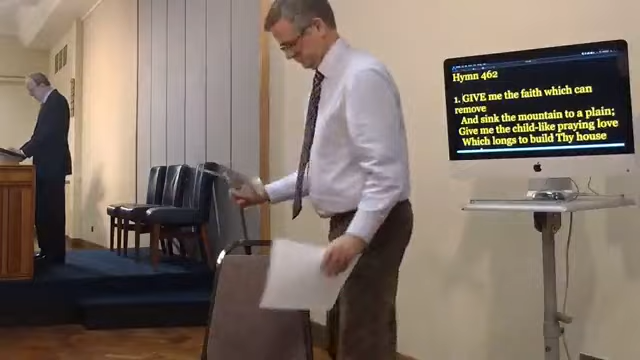 Hymn 462
1. GIVE me the faith which can
remove
And sink the mountain to a plain;
Give me the child-like praying love
Which longs to build Thy house